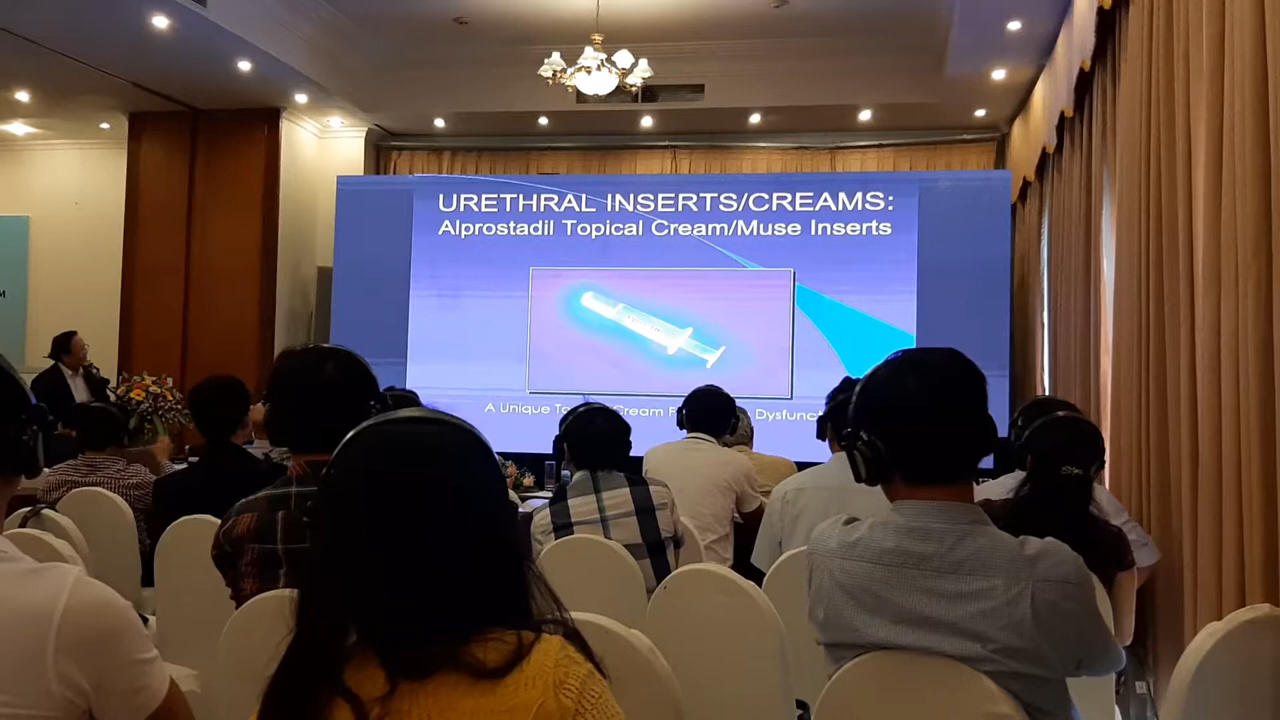 URETHRAL INSERTS/CREAMS:
Alprostadil Topical Cream/Muse Inserts
A Unique Cream Dysfunct
M